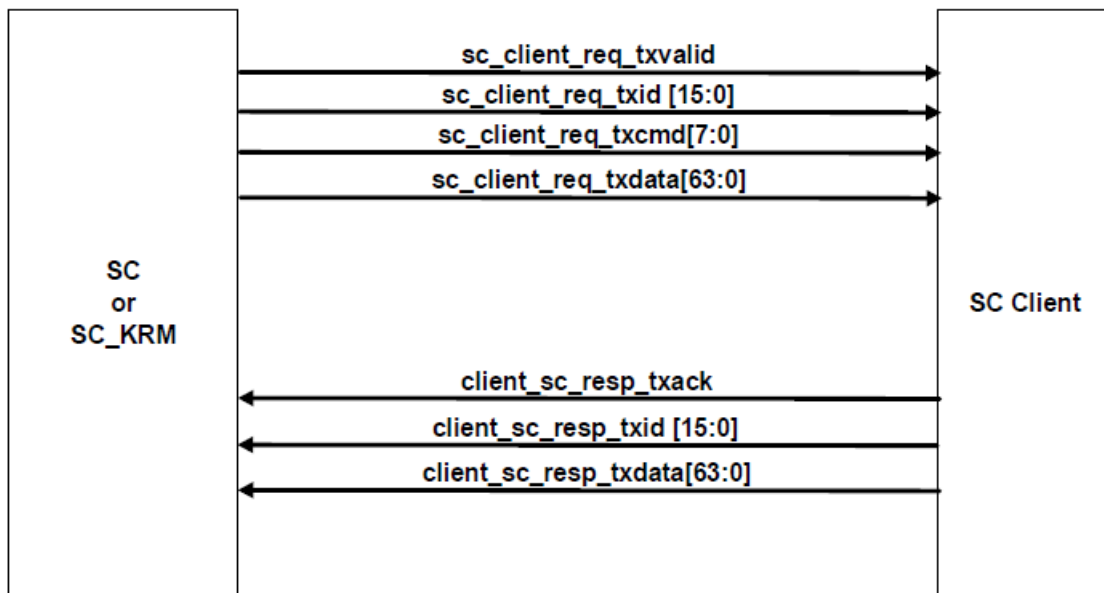 sc_client_req_txvalid
sc_client_req_txid [15:0]
sc_client_req_txcmd[7:0]
sc_client_req_txdata[63:0]
SC
or
SC_KRM
SC Client
client_sc_resp_txack
client_sc_resp_txid [15:0]
client_sc_resp_txdata[63:0]